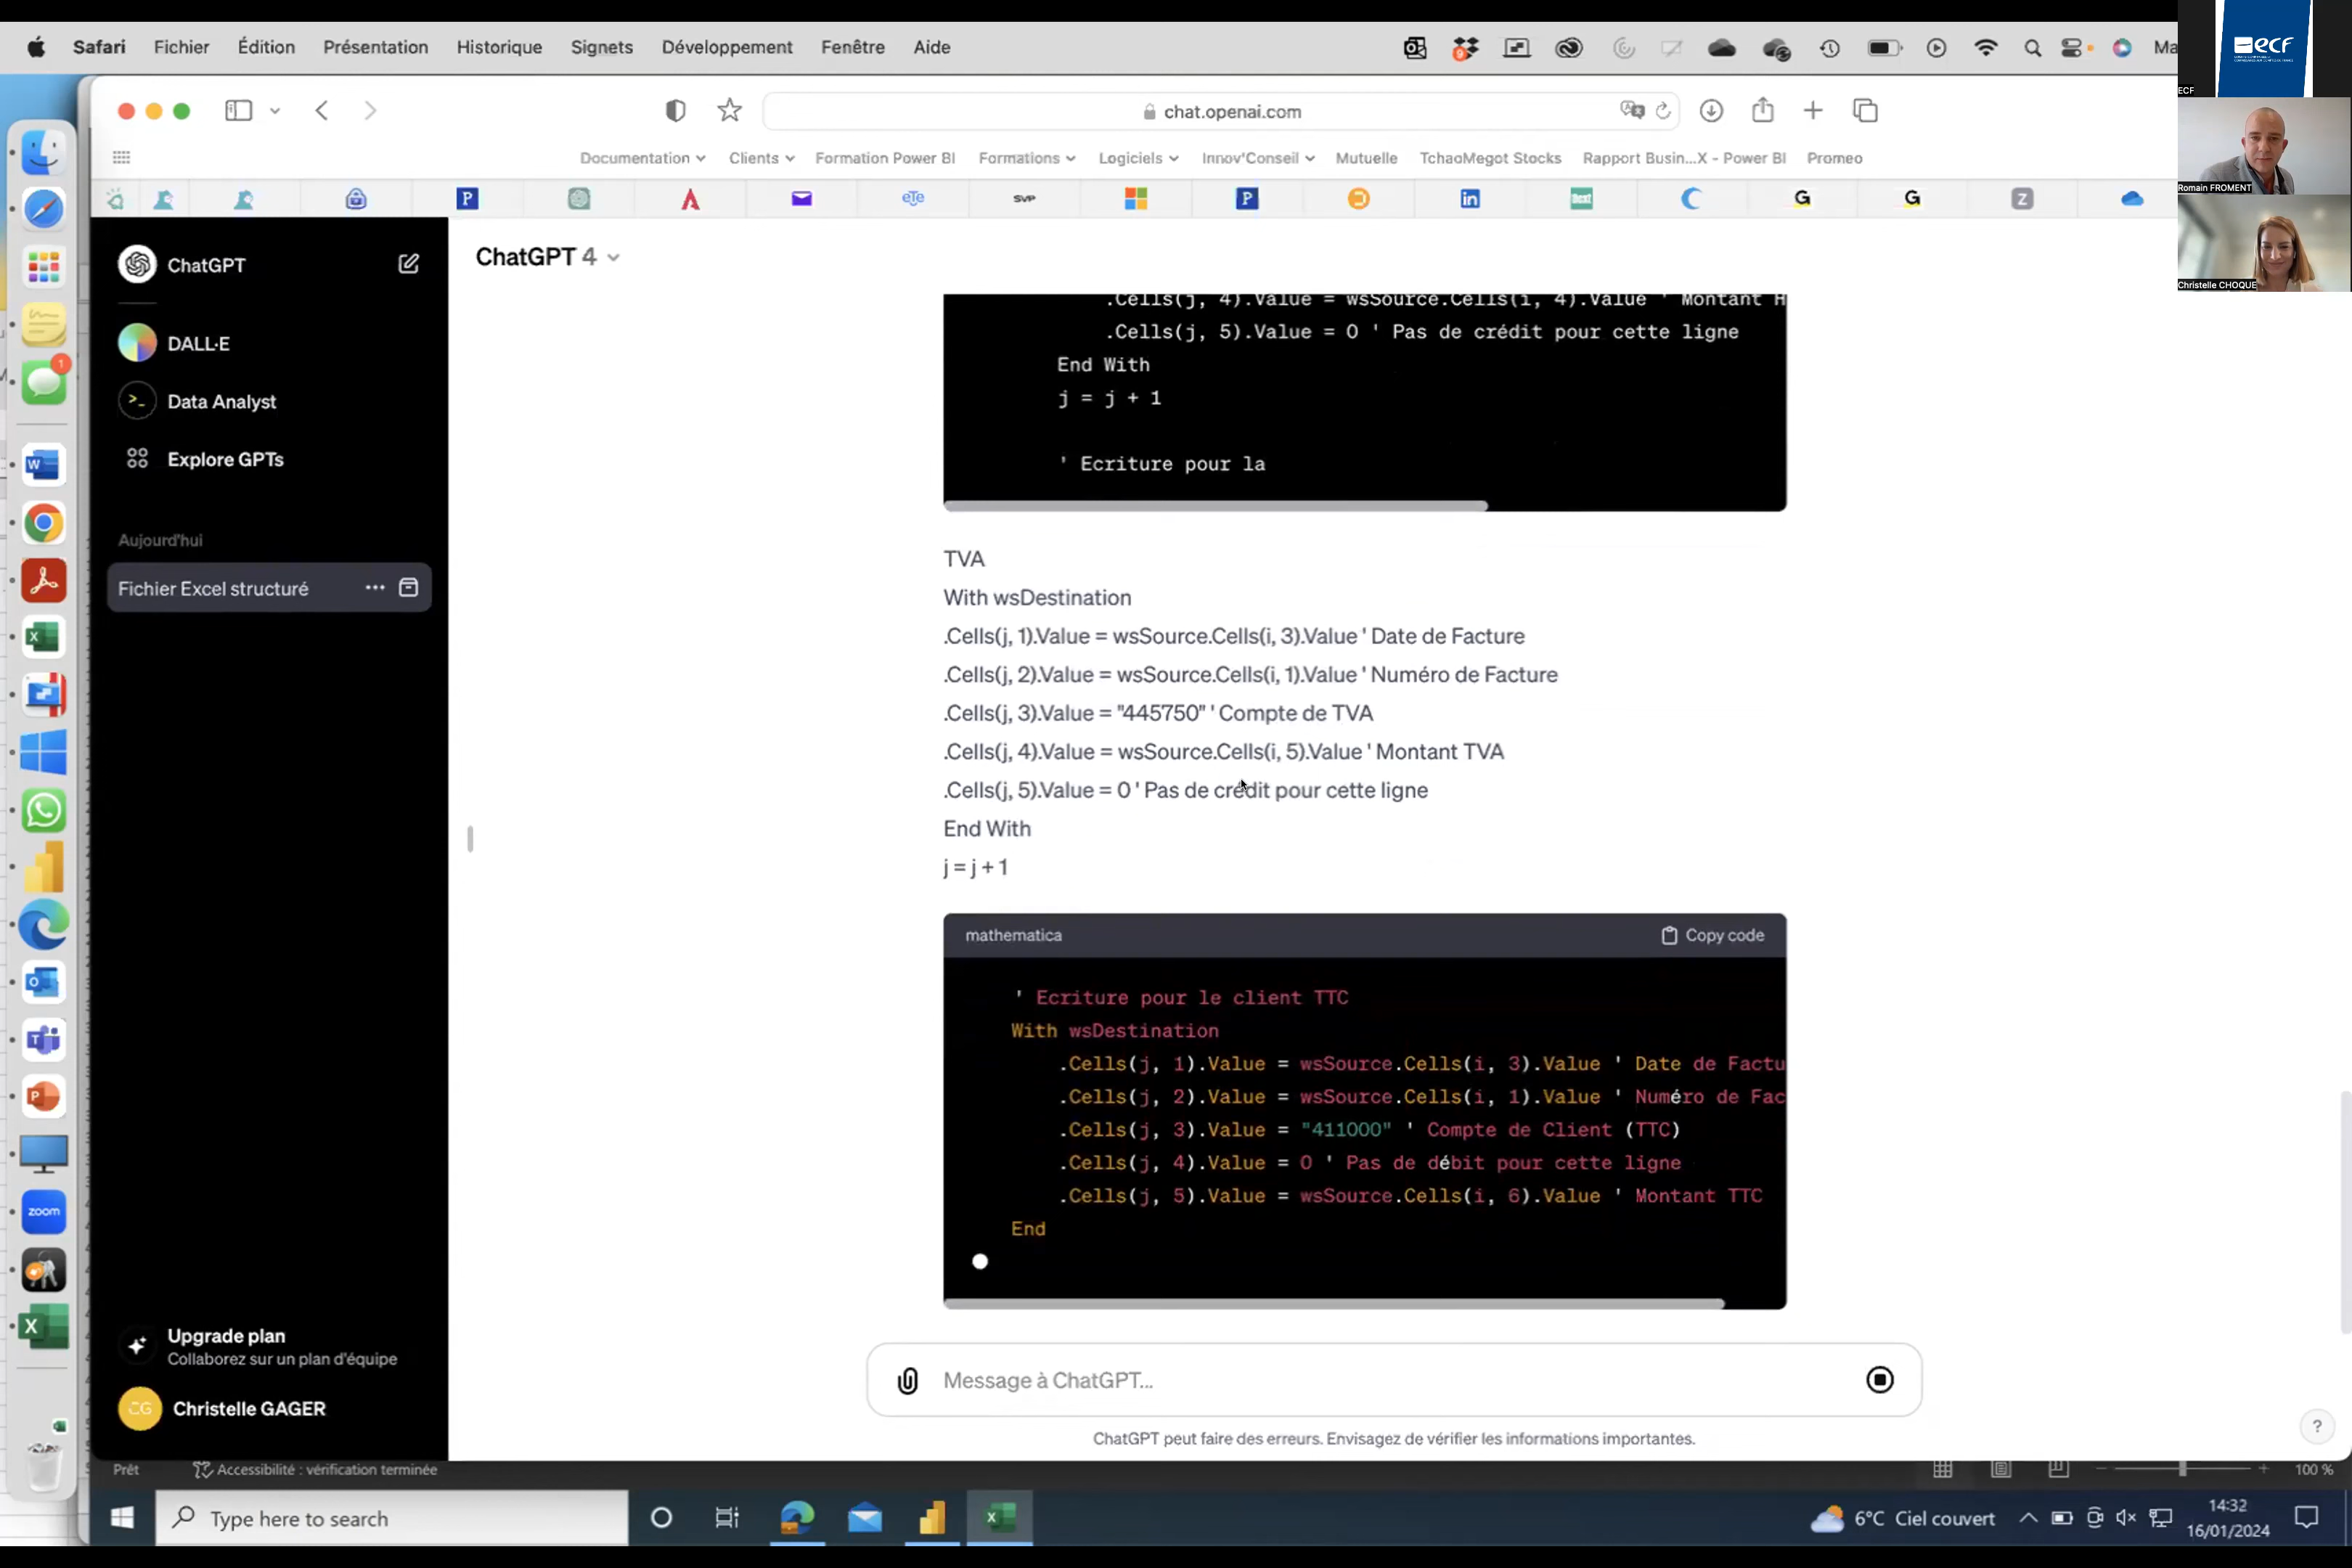 Safari Fichier Édition Présentation Historique Signets Développement Fenêtre Aide
ecf
ECF
Romain FROMENT
Christelle CHOQUE
chat.openai.com
Documentation Clients Formation Power BI Formations Logiciels Innov'Conseil Mutuelle TchaoMegot Stocks Rapport Busin...X - Power BI Promeo
ChatGPT
DALL·E
Data Analyst
Explore GPTs
Aujourd'hui
Fichier Excel structuré
Upgrade plan
Collaborez sur un plan d'équipe
CG
Christelle GAGER
ChatGPT 4
.Cells(j, 4).Value = wsSource.Cells(i, 4).Value ' Montant H
.Cells(j, 5).Value = 0 ' Pas de crédit pour cette ligne
End With
j = j + 1
' Ecriture pour la
TVA
With wsDestination
.Cells(j, 1).Value = wsSource.Cells(i, 3).Value ' Date de Facture
.Cells(j, 2).Value = wsSource.Cells(i, 1).Value ' Numéro de Facture
.Cells(j, 3).Value = "445750" ' Compte de TVA
.Cells(j, 4).Value = wsSource.Cells(i, 5).Value ' Montant TVA
.Cells(j, 5).Value = 0 ' Pas de crédit pour cette ligne
End With
j = j + 1
mathematica Copy code
' Ecriture pour le client TTC
With wsDestination
.Cells(j, 1).Value = wsSource.Cells(i, 3).Value ' Date de Factu
.Cells(j, 2).Value = wsSource.Cells(i, 1).Value ' Numéro de Fac
.Cells(j, 3).Value = "411000" ' Compte de Client (TTC)
.Cells(j, 4).Value = 0 ' Pas de débit pour cette ligne
.Cells(j, 5).Value = wsSource.Cells(i, 6).Value ' Montant TTC
End
Message à ChatGPT...
ChatGPT peut faire des erreurs. Envisagez de vérifier les informations importantes.
Prêt Accessibilité : vérification terminée 100 %
Type here to search
6°C Ciel couvert
14:32
16/01/2024